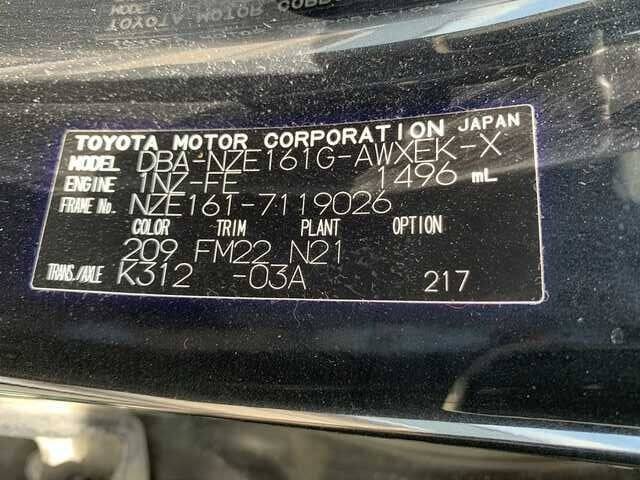 TOYOTA MOTOR CORPORATION JAPAN
MODEL DBA-NZE161G-AWXEK-X
ENGINE 1NZ-FE 1496 mL
FRAME No. NZE161-7119026
COLOR TRIM PLANT OPTION
209 FM22 N21
TRANS./AXLE K312 -03A 217